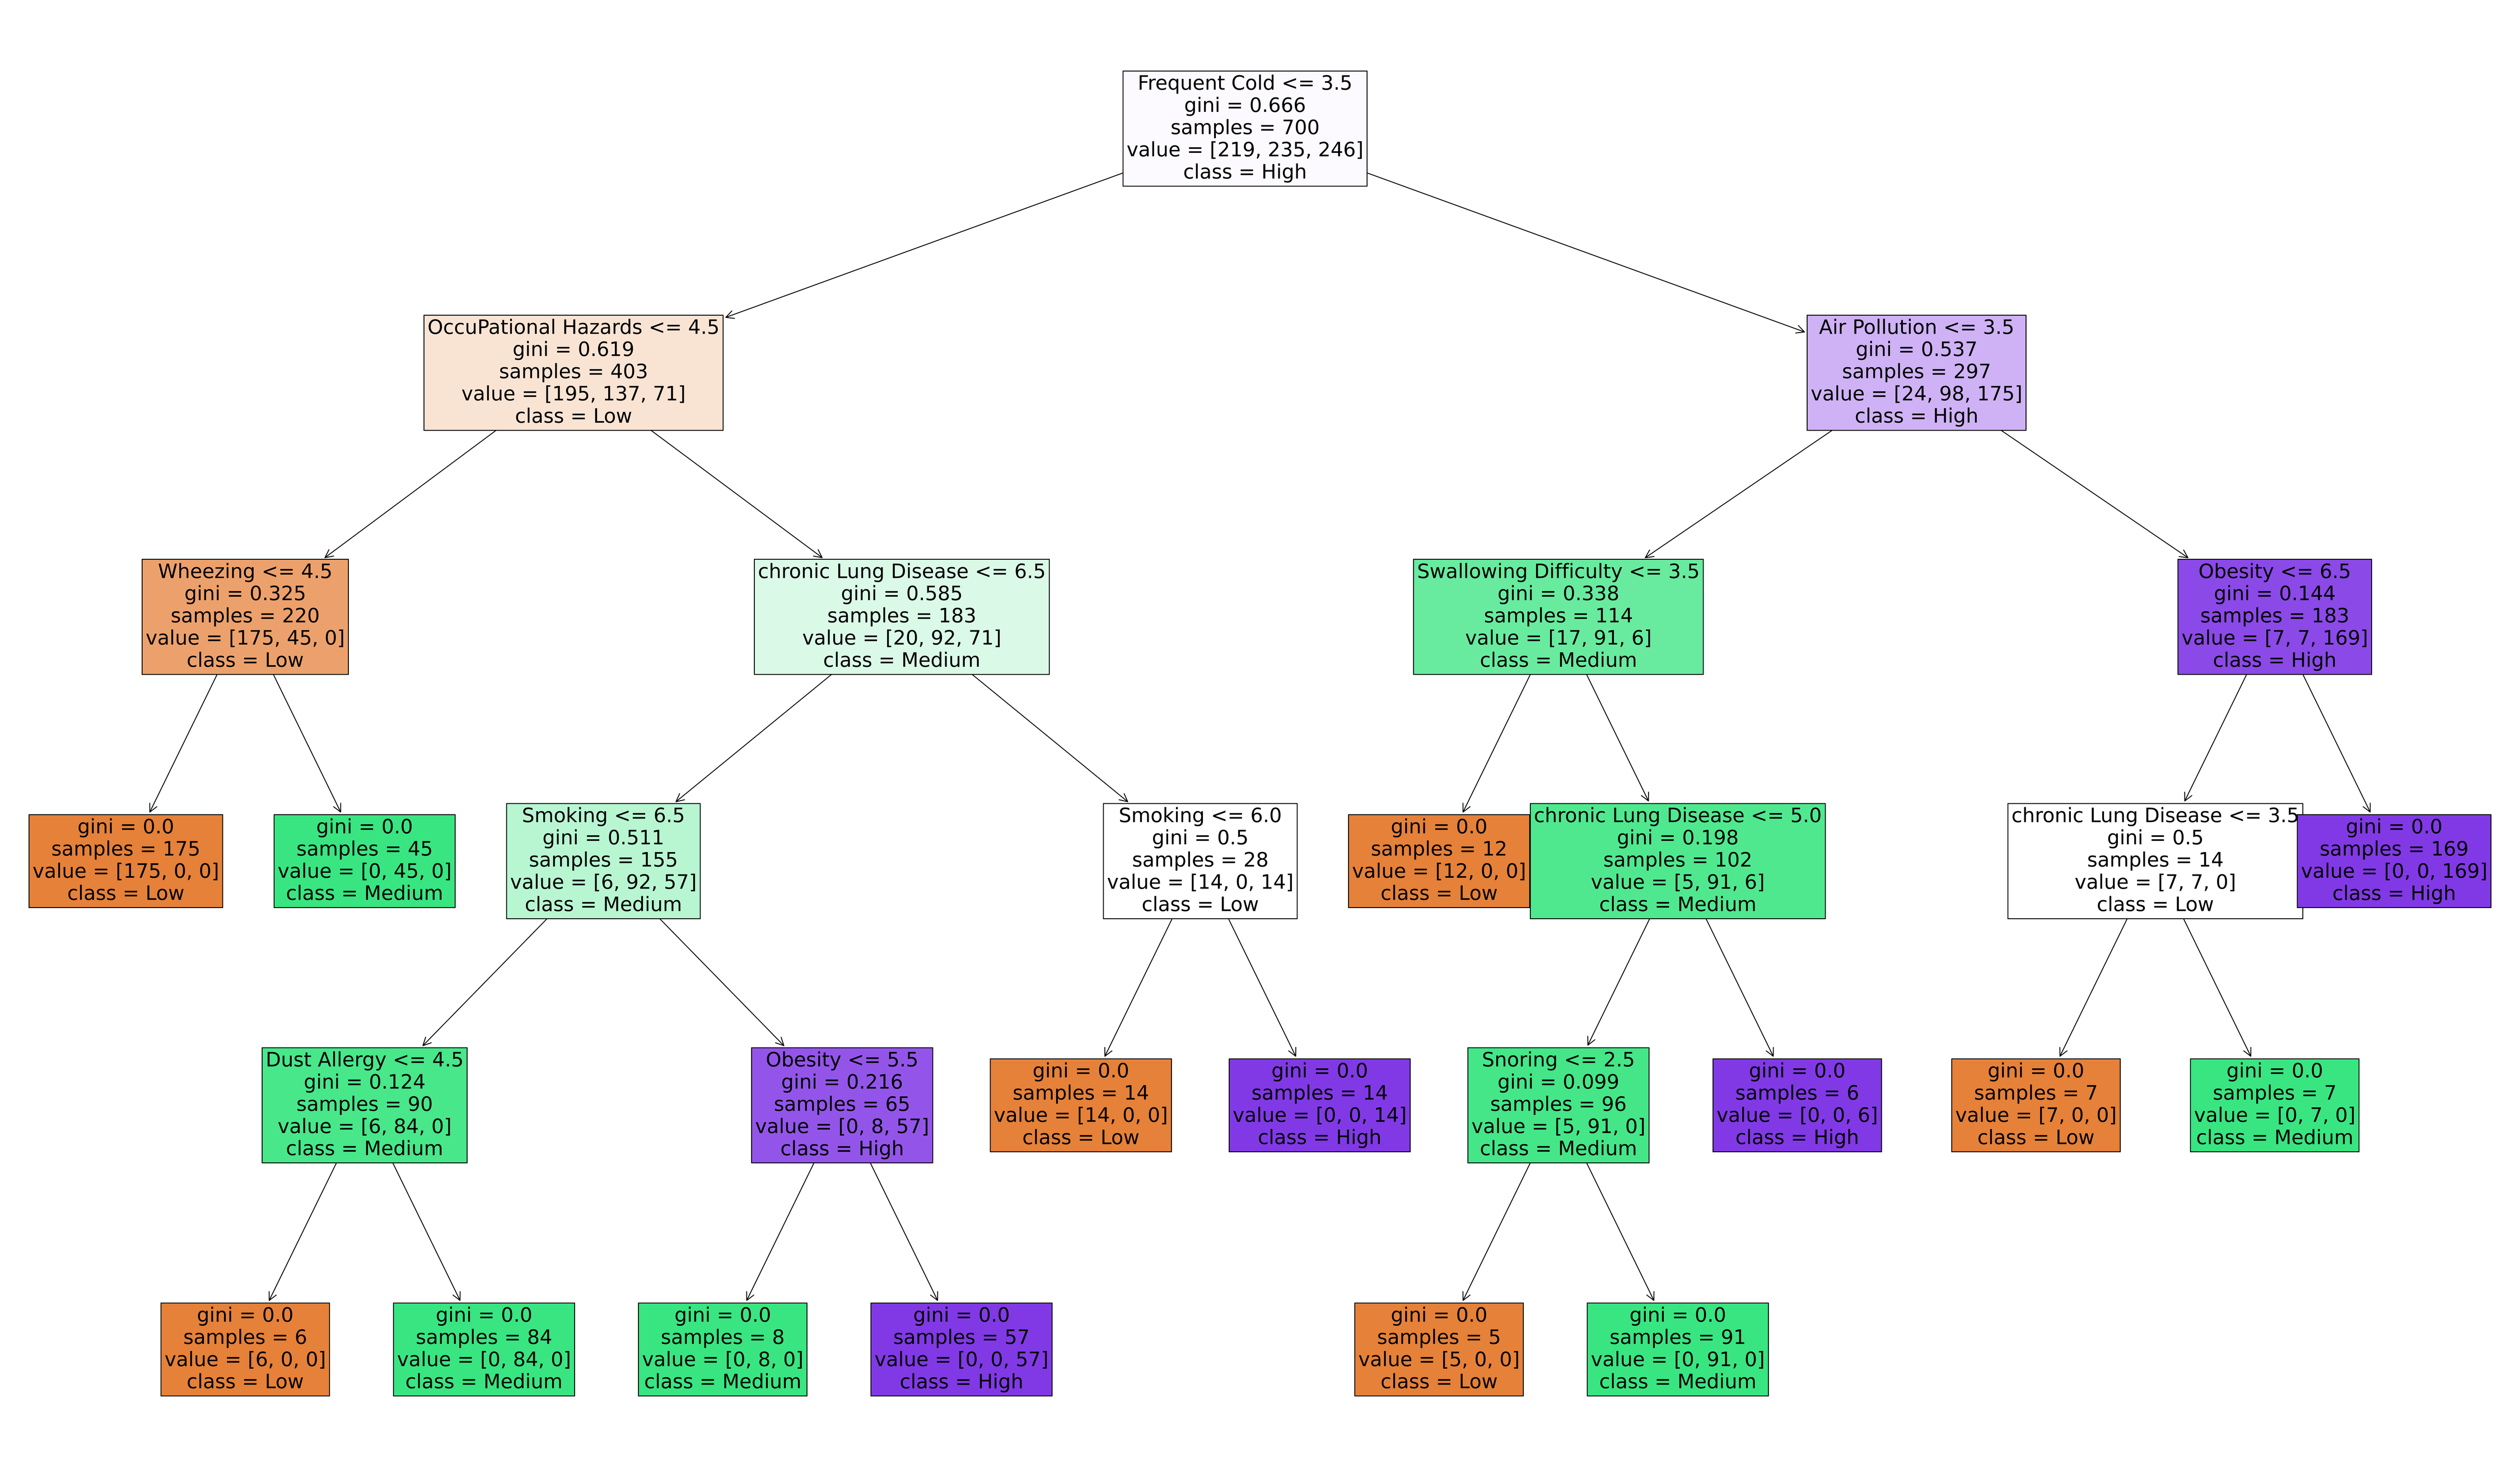 Frequent Cold <= 3.5
gini = 0.666
samples = 700
value = [219, 235, 246]
class = High
OccuPational Hazards <= 4.5
gini = 0.619
samples = 403
value = [195, 137, 71]
class = Low
Air Pollution <= 3.5
gini = 0.537
samples = 297
value = [24, 98, 175]
class = High
Wheezing <= 4.5
gini = 0.325
samples = 220
value = [175, 45, 0]
class = Low
chronic Lung Disease <= 6.5
gini = 0.585
samples = 183
value = [20, 92, 71]
class = Medium
Swallowing Difficulty <= 3.5
gini = 0.338
samples = 114
value = [17, 91, 6]
class = Medium
Obesity <= 6.5
gini = 0.144
samples = 183
value = [7, 7, 169]
class = High
gini = 0.0
samples = 175
value = [175, 0, 0]
class = Low
gini = 0.0
samples = 45
value = [0, 45, 0]
class = Medium
Smoking <= 6.5
gini = 0.511
samples = 155
value = [6, 92, 57]
class = Medium
Smoking <= 6.0
gini = 0.5
samples = 28
value = [14, 0, 14]
class = Low
gini = 0.0
samples = 12
value = [12, 0, 0]
class = Low
chronic Lung Disease <= 5.0
gini = 0.198
samples = 102
value = [5, 91, 6]
class = Medium
chronic Lung Disease <= 3.5
gini = 0.5
samples = 14
value = [7, 7, 0]
class = Low
gini = 0.0
samples = 169
value = [0, 0, 169]
class = High
Dust Allergy <= 4.5
gini = 0.124
samples = 90
value = [6, 84, 0]
class = Medium
Obesity <= 5.5
gini = 0.216
samples = 65
value = [0, 8, 57]
class = High
gini = 0.0
samples = 14
value = [14, 0, 0]
class = Low
gini = 0.0
samples = 14
value = [0, 0, 14]
class = High
Snoring <= 2.5
gini = 0.099
samples = 96
value = [5, 91, 0]
class = Medium
gini = 0.0
samples = 6
value = [0, 0, 6]
class = High
gini = 0.0
samples = 7
value = [7, 0, 0]
class = Low
gini = 0.0
samples = 7
value = [0, 7, 0]
class = Medium
gini = 0.0
samples = 6
value = [6, 0, 0]
class = Low
gini = 0.0
samples = 84
value = [0, 84, 0]
class = Medium
gini = 0.0
samples = 8
value = [0, 8, 0]
class = Medium
gini = 0.0
samples = 57
value = [0, 0, 57]
class = High
gini = 0.0
samples = 5
value = [5, 0, 0]
class = Low
gini = 0.0
samples = 91
value = [0, 91, 0]
class = Medium